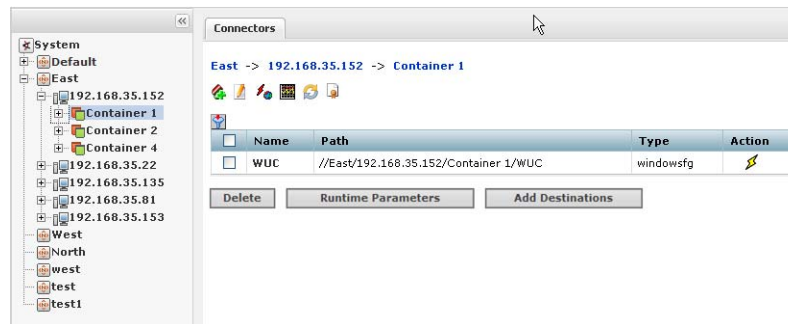 System
Default
East
192.168.35.152
Container 1
Container 2
Container 4
192.168.35.22
192.168.35.135
192.168.35.81
192.168.35.153
West
North
west
test
test1
Connectors
East -> 192.168.35.152 -> Container 1
Name Path Type Action
WUC //East/192.168.35.152/Container 1/WUC windowsfg
Delete Runtime Parameters Add Destinations